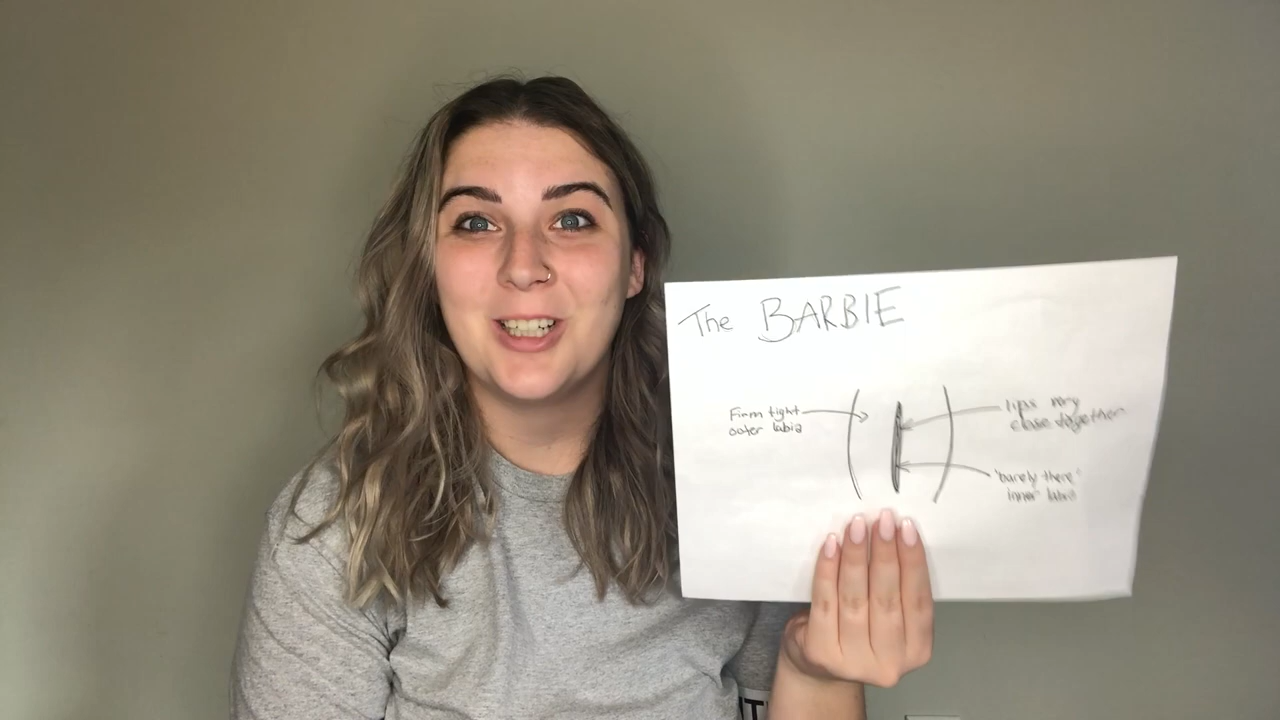 The BARBIE
Firm tight
outer labia
lips very
close together
'barely there'
inner labia